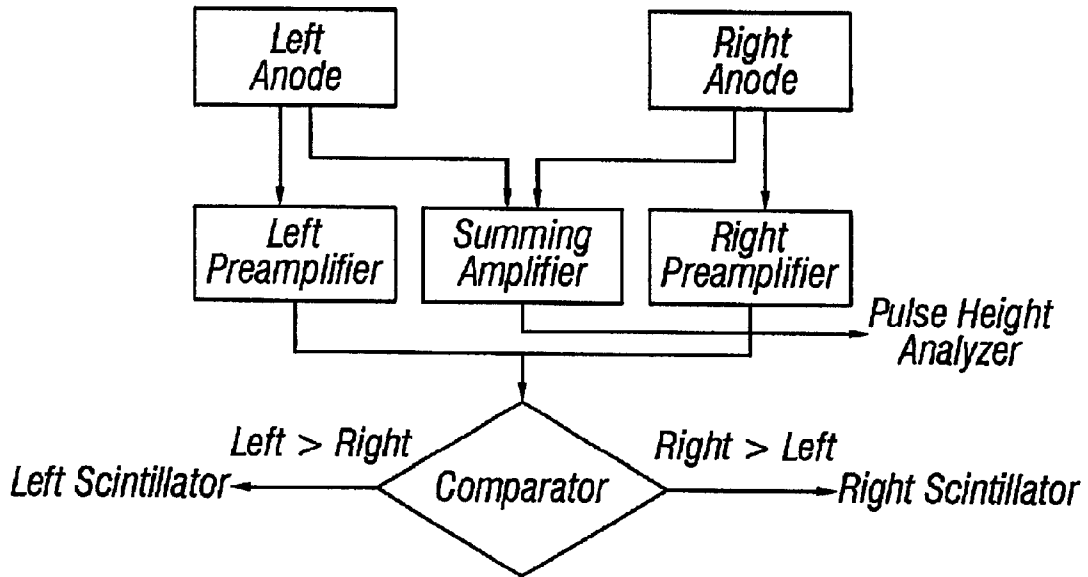 Left
Anode
Right
Anode
Left
Preamplifier
Summing
Amplifier
Right
Preamplifier
Pulse Height
Analyzer
Left > Right
Right > Left
Left Scintillator
Comparator
Right Scintillator